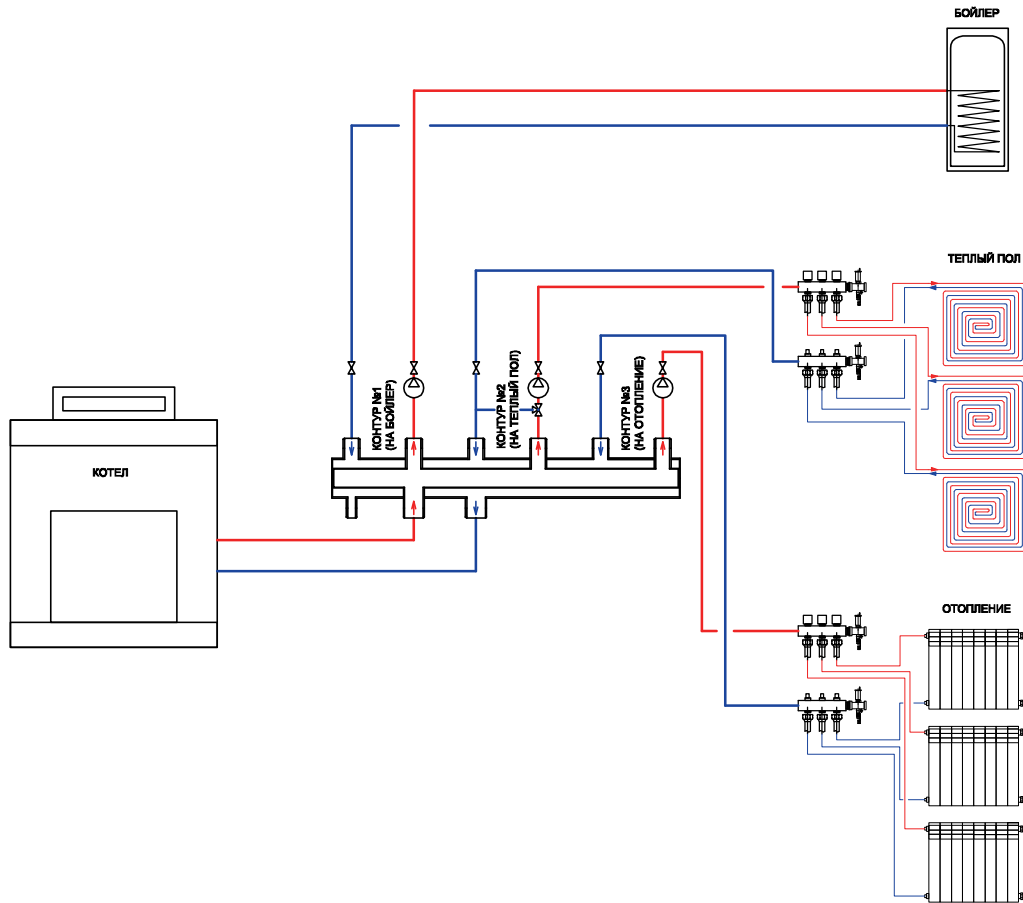 БОЙЛЕР
ТЕПЛЫЙ ПОЛ
КОНТУР №1
(НА БОЙЛЕР)
КОНТУР №2
(НА ТЕПЛЫЙ ПОЛ)
КОНТУР №3
(НА ОТОПЛЕНИЕ)
КОТЕЛ
ОТОПЛЕНИЕ